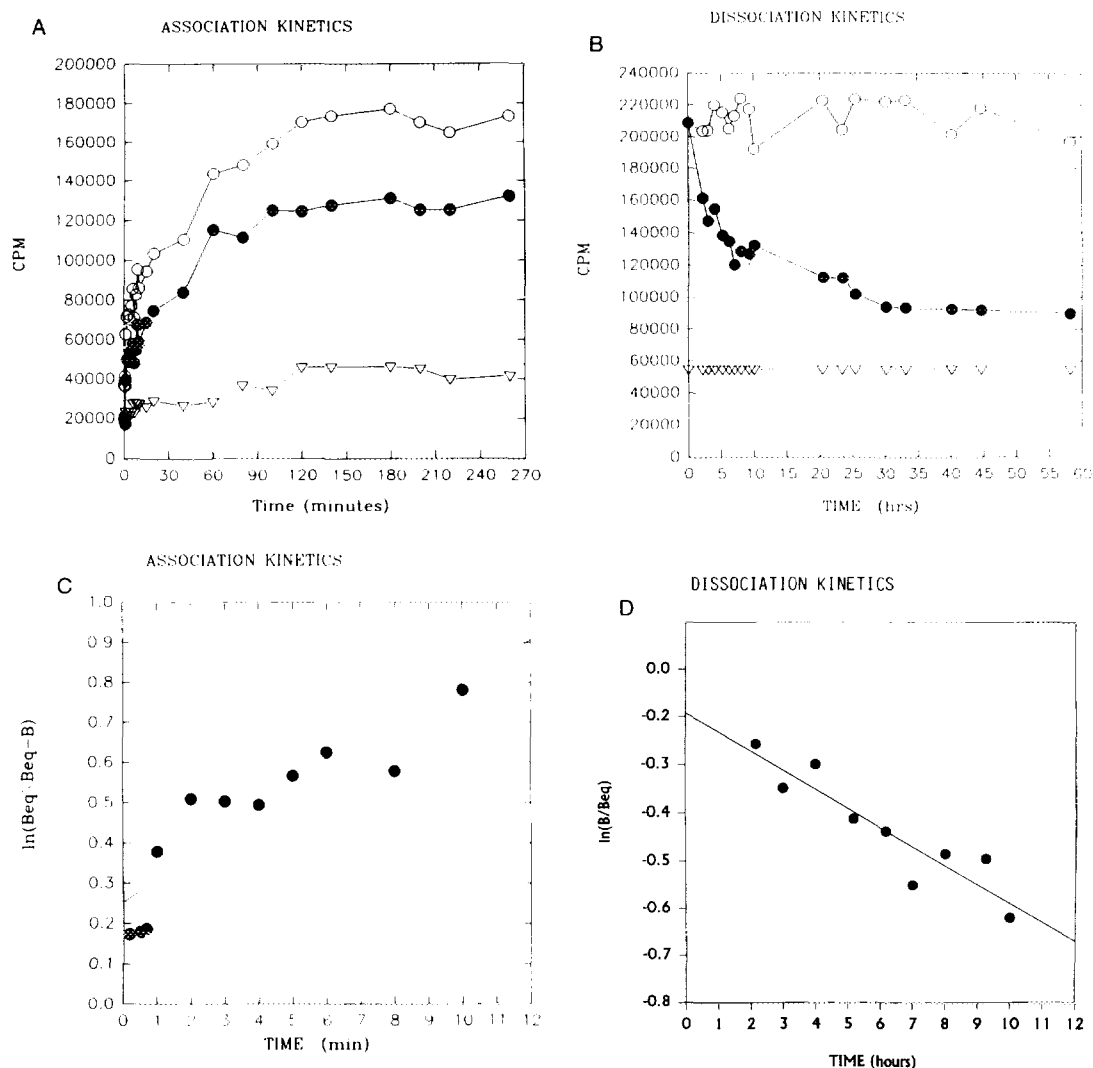 A
ASSOCIATION KINETICS
200000
180000
160000
140000
120000
100000
80000
60000
40000
20000
0
CPM
0 30 60 90 120 150 180 210 240 270
Time (minutes)
B
DISSOCIATION KINETICS
240000
220000
200000
180000
160000
140000
120000
100000
80000
60000
40000
20000
0
CPM
0 5 10 15 20 25 30 35 40 45 50 55 60
TIME (hrs)
C
ASSOCIATION KINETICS
1.0
0.9
0.8
0.7
0.6
0.5
0.4
0.3
0.2
0.1
0.0
ln(Beq:Beq-B)
0 1 2 3 4 5 6 7 8 9 10 11 12
TIME (min)
D
DISSOCIATION KINETICS
0.0
-0.2
-0.3
-0.4
-0.5
-0.6
-0.7
-0.8
ln(B/Beq)
0 2 3 4 5 6 7 8 9 10 11 12
TIME (hours)